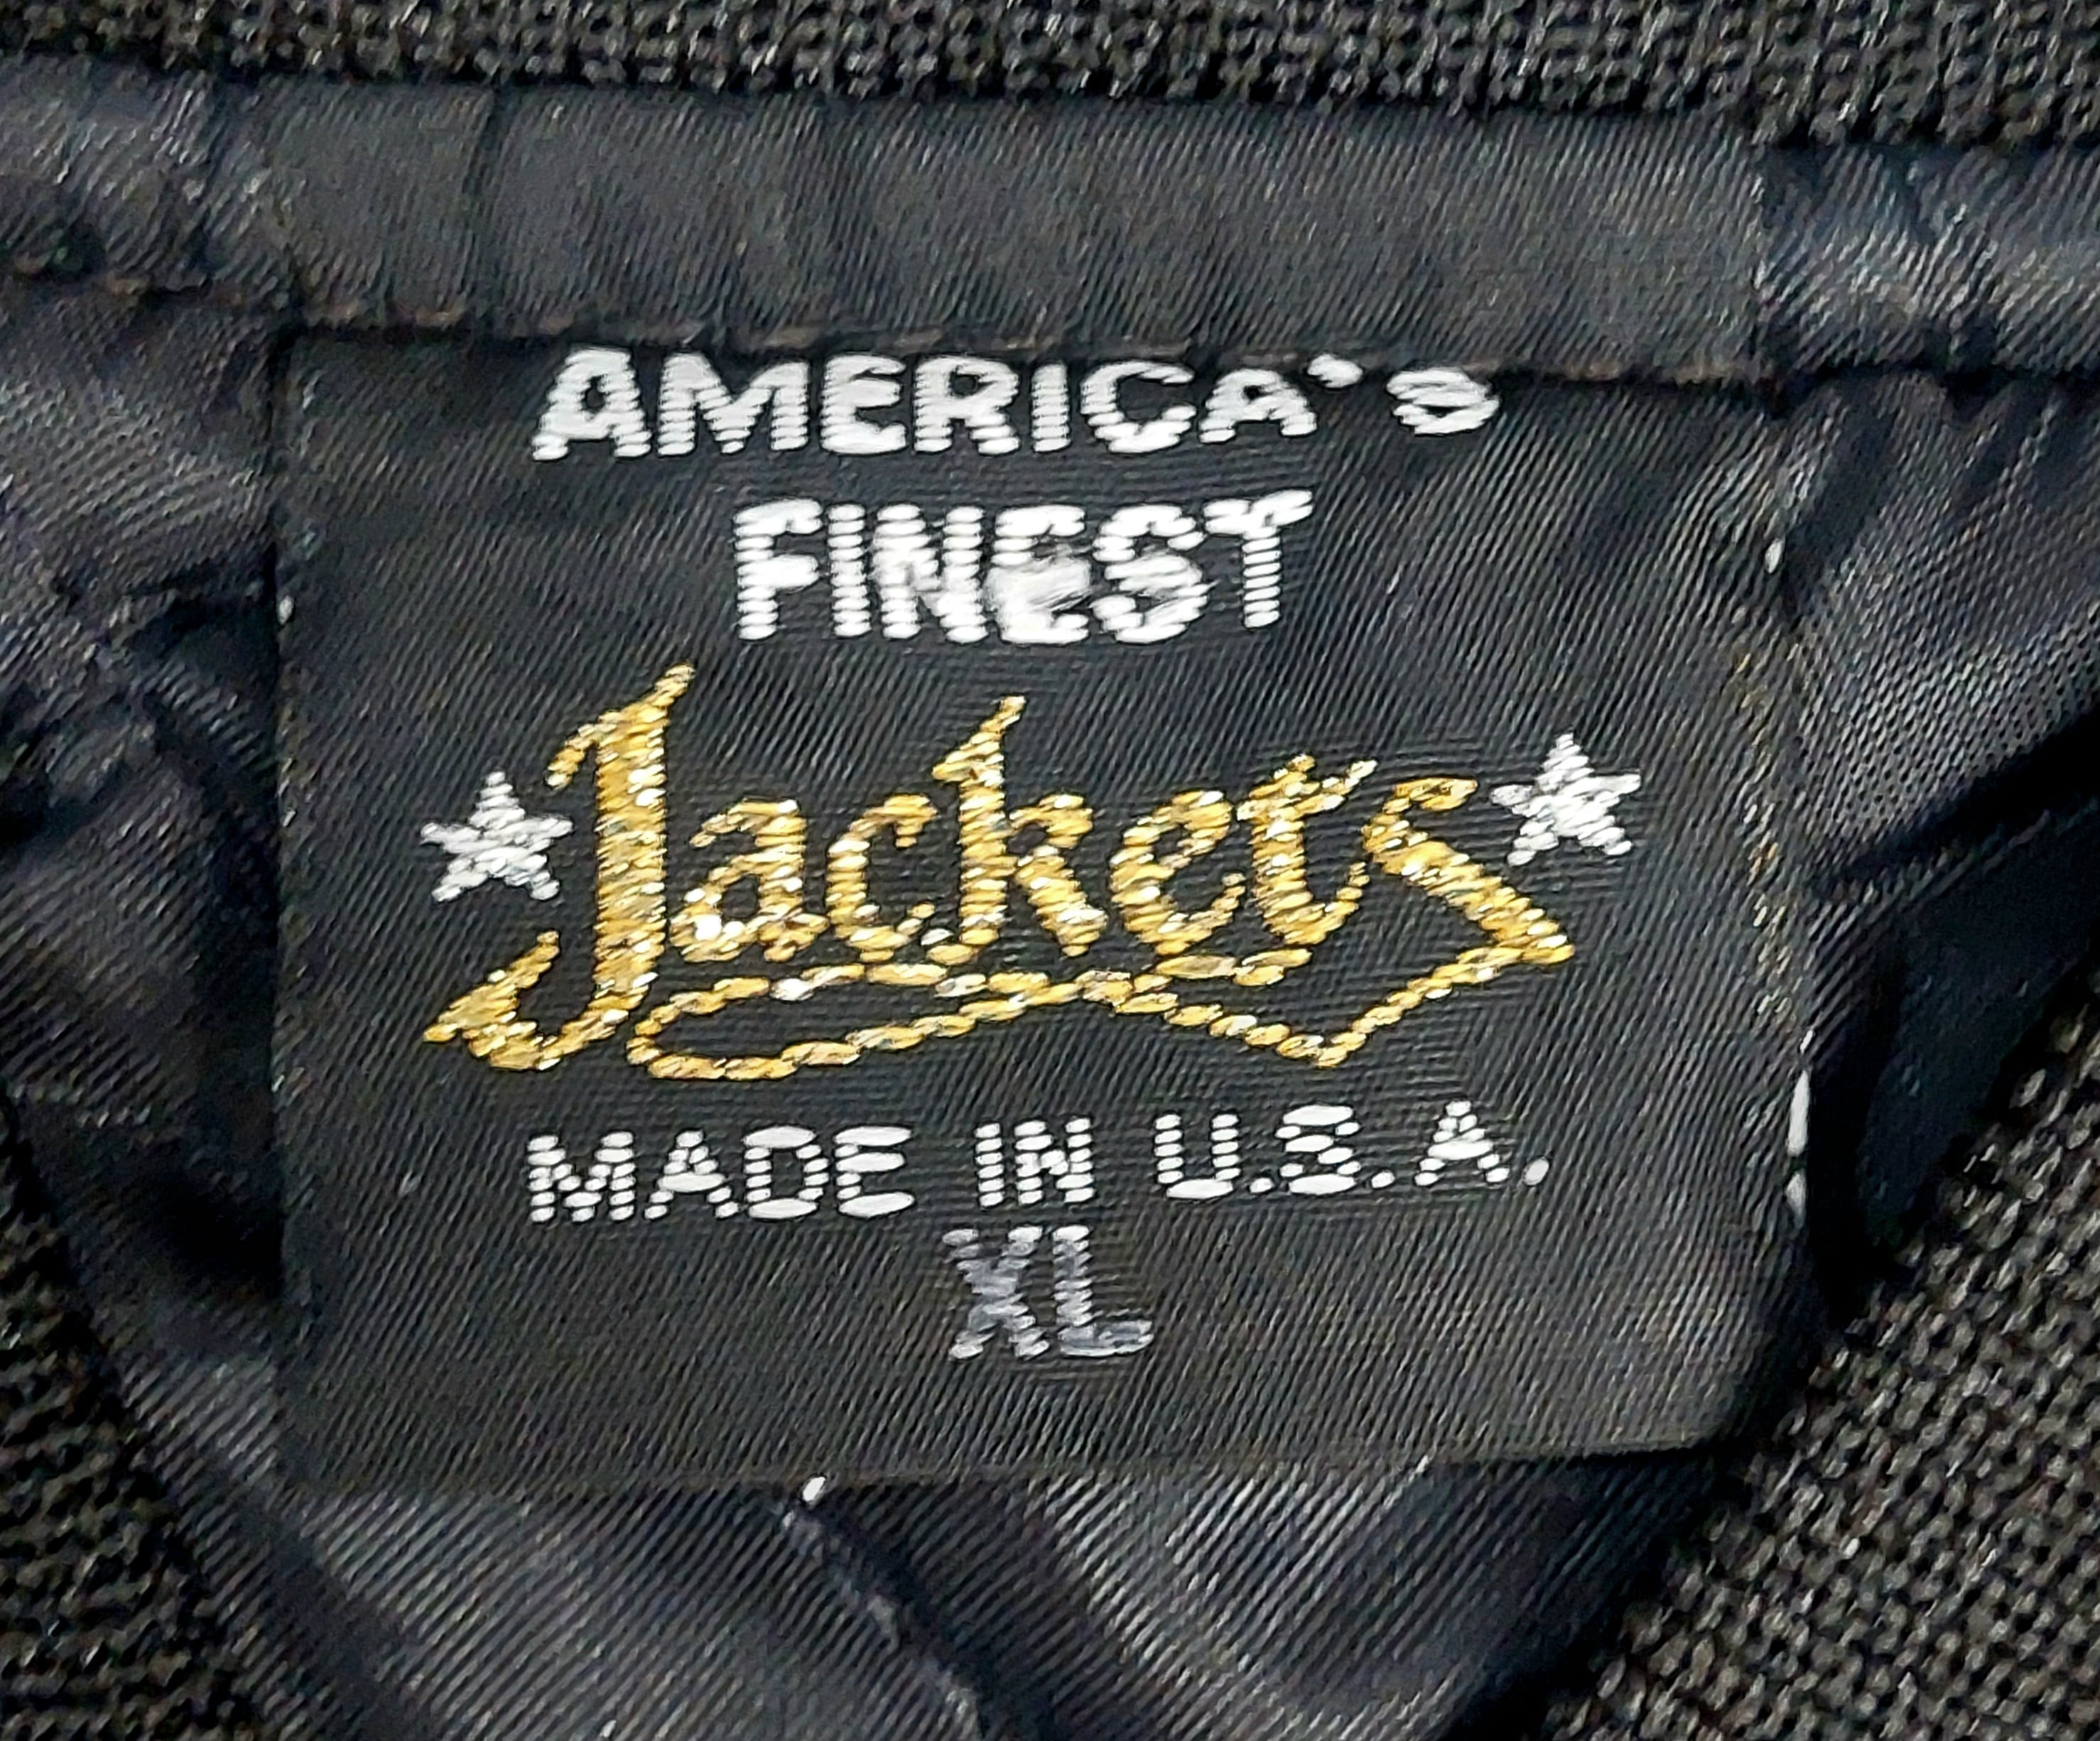 AMERICA's
FINEST
Jackets
MADE IN U.S.A.
XL